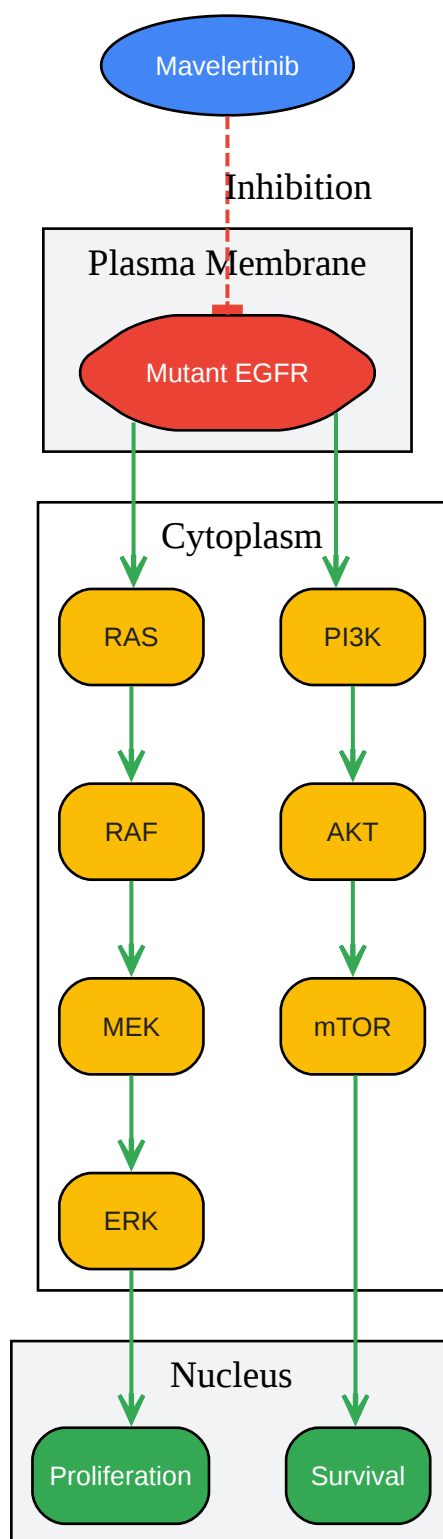 Mavelertinib
Inhibition
Plasma Membrane
Mutant EGFR
Cytoplasm
RAS
PI3K
RAF
AKT
MEK
mTOR
ERK
Nucleus
Proliferation
Survival